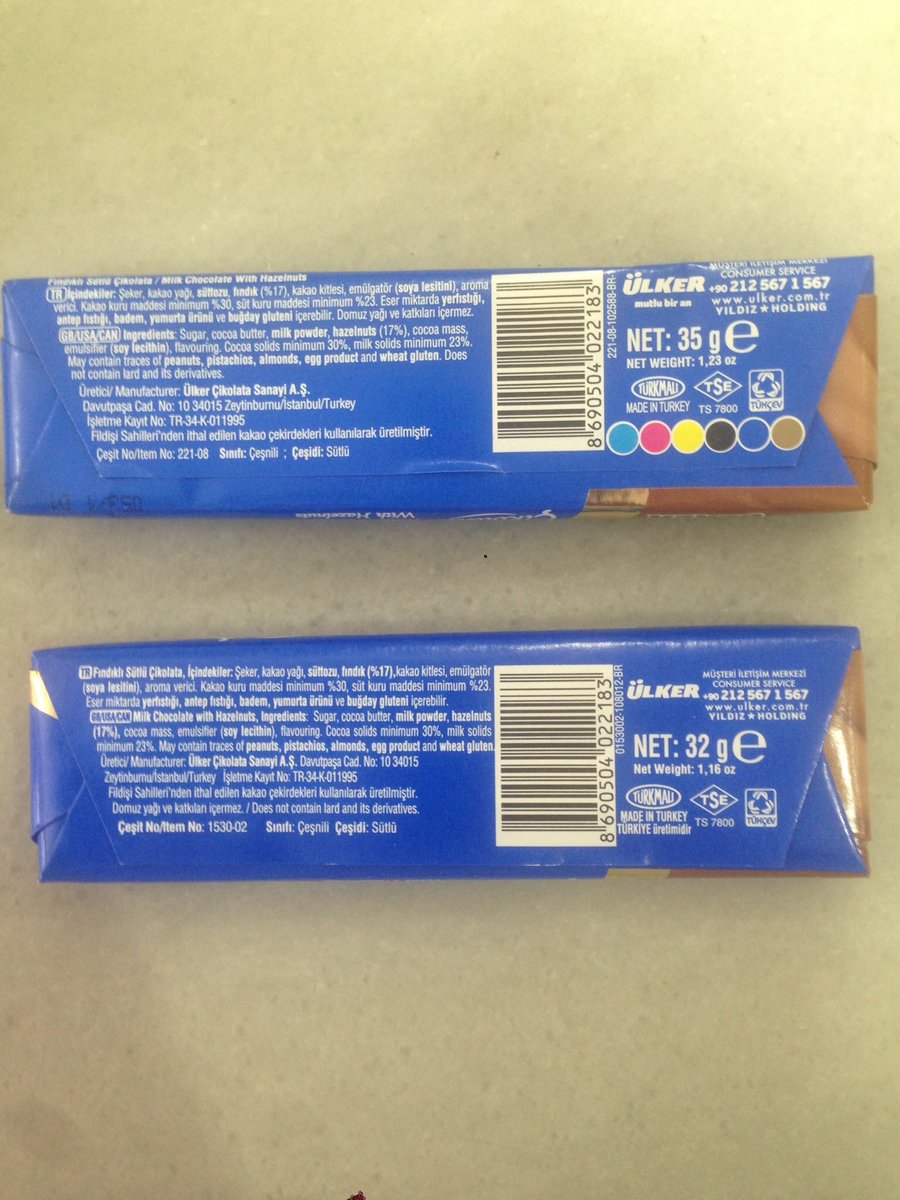 Fındıklı Sütlü Çikolata / Milk Chocolate With Hazelnuts
TR İçindekiler: Şeker, kakao yağı, süttozu, fındık (%17), kakao kitlesi, emülgatör (soya lesitini), aroma
verici. Kakao kuru maddesi minimum %30, süt kuru maddesi minimum %23. Eser miktarda yerfıstığı,
antep fıstığı, badem, yumurta ürünü ve buğday gluteni içerebilir. Domuz yağı ve katkıları içermez.
GB/USA/CAN Ingredients: Sugar, cocoa butter, milk powder, hazelnuts (17%), cocoa mass,
emulsifier (soy lecithin), flavouring. Cocoa solids minimum 30%, milk solids minimum 23%.
May contain traces of peanuts, pistachios, almonds, egg product and wheat gluten. Does
not contain lard and its derivatives.
Üretici/ Manufacturer: Ülker Çikolata Sanayi A.Ş.
Davutpaşa Cad. No: 10 34015 Zeytinburnu/İstanbul/Turkey
İşletme Kayıt No: TR-34-K-011995
Fildişi Sahilleri'nden ithal edilen kakao çekirdekleri kullanılarak üretilmiştir.
Çeşit No/Item No: 221-08 Sınıfı: Çeşnili ; Çeşidi: Sütlü
8690504022183
221-08-102588-BR-
ÜLKER
mutlu bir an
MÜŞTERİ İLETİŞİM MERKEZİ
CONSUMER SERVICE
+90 212 567 1 567
www.ulker.com.tr
YILDIZ★HOLDING
NET: 35 g e
NET WEIGHT: 1,23 oz
TÜRKMALI
MADE IN TURKEY
TSE
TS 7800
TÜKÇEV
With Hazelnuts
TR Fındıklı Sütlü Çikolata, İçindekiler: Şeker, kakao yağı, süttozu, fındık (%17),kakao kitlesi, emülgatör
(soya lesitini), aroma verici. Kakao kuru maddesi minimum %30, süt kuru maddesi minimum %23.
Eser miktarda yerfıstığı, antep fıstığı, badem, yumurta ürünü ve buğday gluteni içerebilir.
GB/USA/CAN Milk Chocolate with Hazelnuts, Ingredients: Sugar, cocoa butter, milk powder, hazelnuts
(17%), cocoa mass, emulsifier (soy lecithin), flavouring. Cocoa solids minimum 30%, milk solids
minimum 23%. May contain traces of peanuts, pistachios, almonds, egg product and wheat gluten.
Üretici/ Manufacturer: Ülker Çikolata Sanayi A.Ş. Davutpaşa Cad. No: 10 34015
Zeytinburnu/İstanbul/Turkey İşletme Kayıt No: TR-34-K-011995
Fildişi Sahilleri'nden ithal edilen kakao çekirdekleri kullanılarak üretilmiştir.
Domuz yağı ve katkıları içermez. / Does not contain lard and its derivatives.
Çeşit No/Item No: 1530-02 Sınıfı: Çeşnili Çeşidi: Sütlü
8690504022183
0153002-108012-BR
ÜLKER
MÜŞTERİ İLETİŞİM MERKEZİ
CONSUMER SERVICE
+90 212 567 1 567
www.ulker.com.tr
YILDIZ★HOLDING
NET: 32 g e
Net Weight: 1,16 oz
TÜRKMALI
MADE IN TURKEY
TÜRKİYE üretimidir
TSE
TS 7800
TÜKÇEV